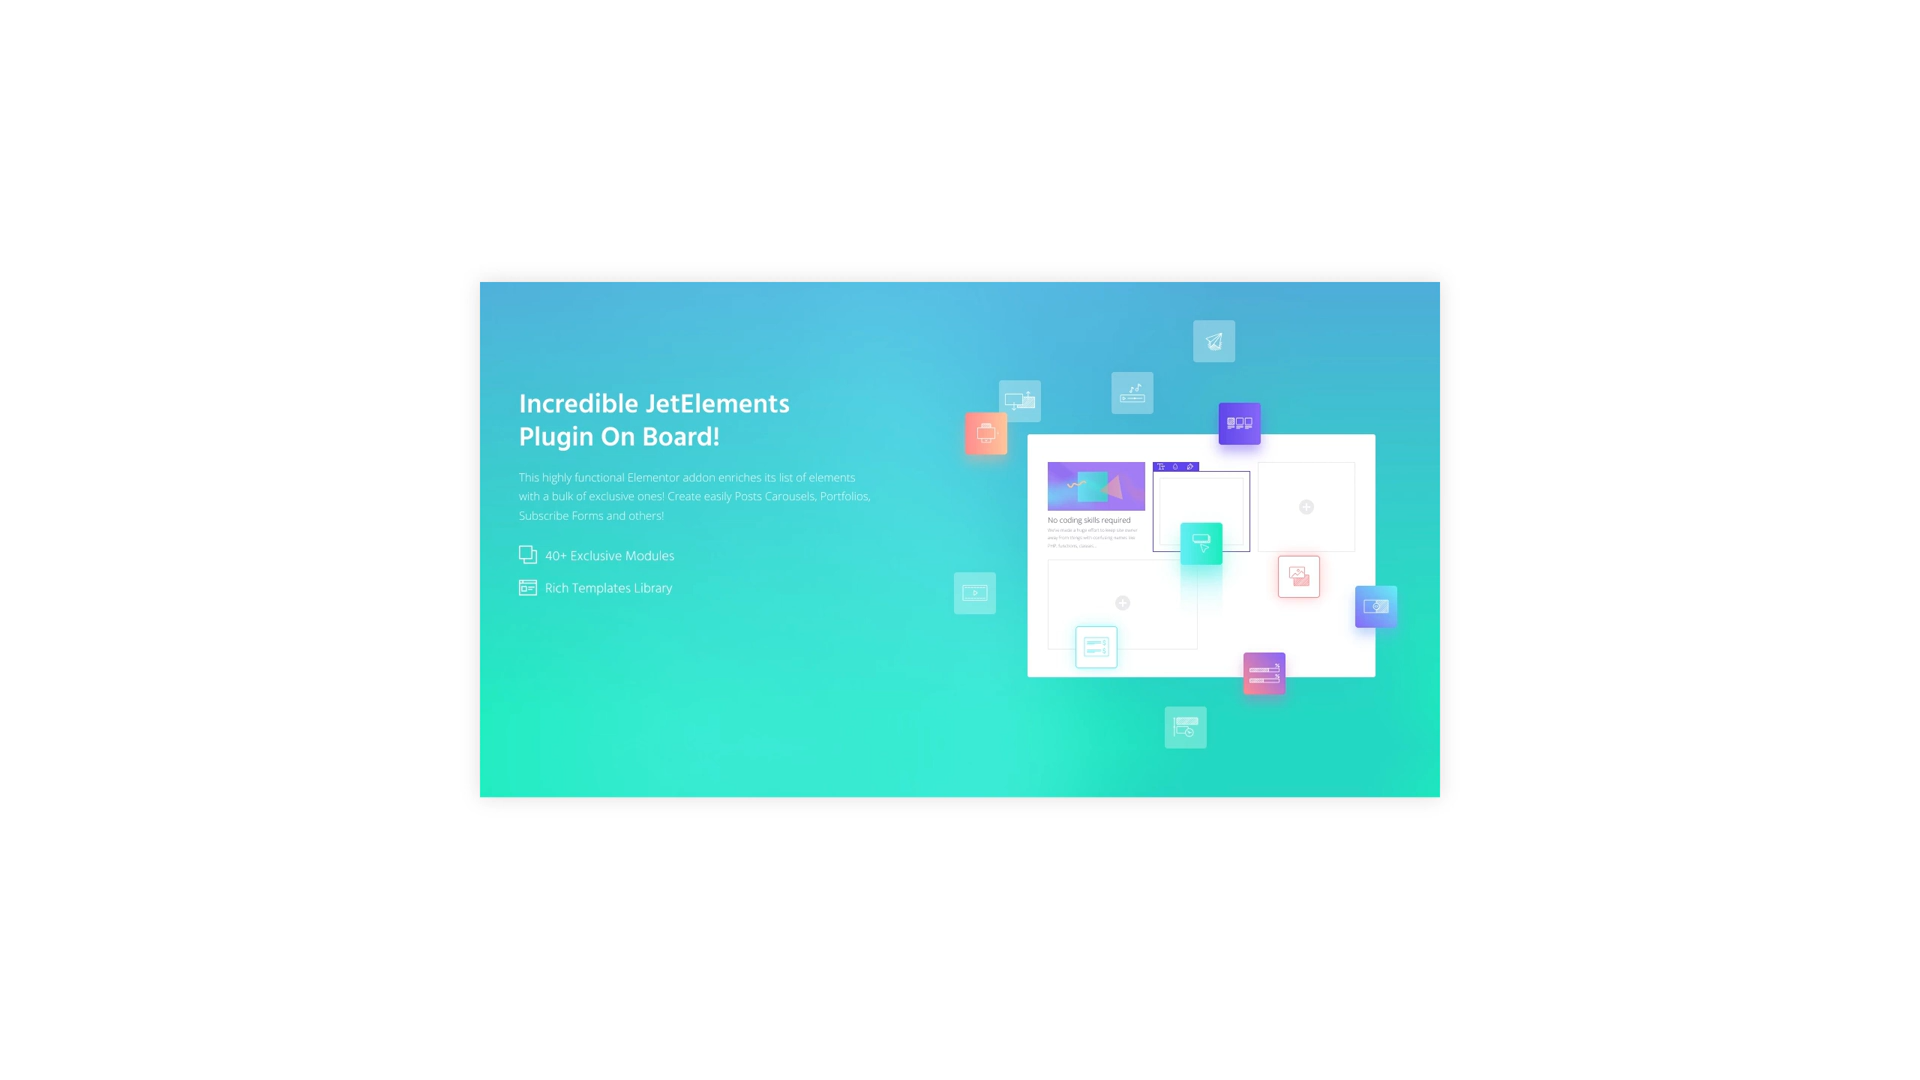 Incredible JetElements
Plugin On Board!
This highly functional Elementor addon enriches its list of elements
with a bulk of exclusive ones! Create easily Posts Carousels, Portfolios,
Subscribe Forms and others!
40+ Exclusive Modules
Rich Templates Library
No coding skills required